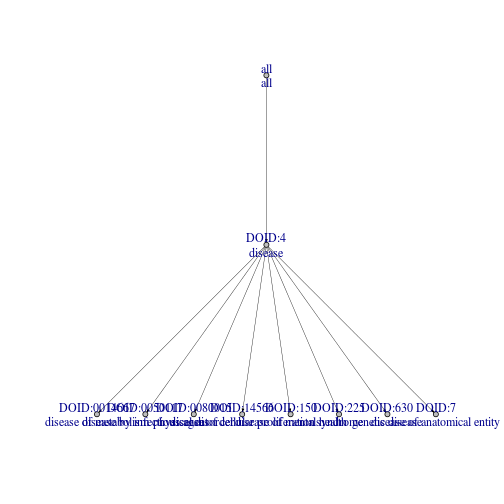 all
all
DOID:4
disease
DOID:0014667 DOID:0050117 DOID:0080015 DOID:14566 DOID:150 DOID:225 DOID:630 DOID:7
disease of metabolism disease by infectious agent physical disorder disease of cellular proliferation disease of mental health syndrome genetic disease disease of anatomical entity